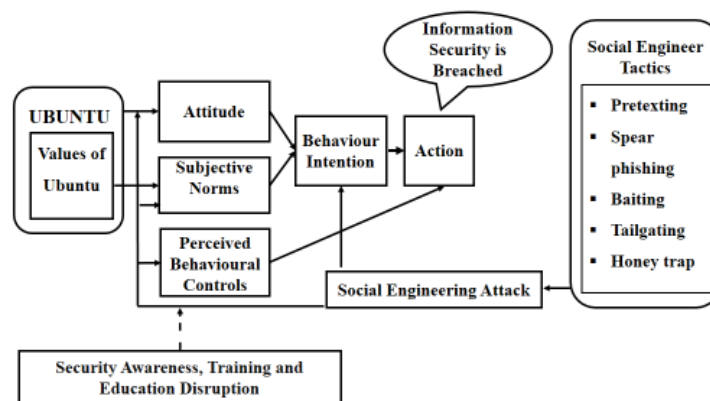 Information
Security is
Breached
Social Engineer
Tactics
▪ Pretexting
▪ Spear
phishing
▪ Baiting
▪ Tailgating
▪ Honey trap
UBUNTU
Values of
Ubuntu
Attitude
Subjective
Norms
Perceived
Behavioural
Controls
Behaviour
Intention
Action
Social Engineering Attack
Security Awareness, Training and
Education Disruption